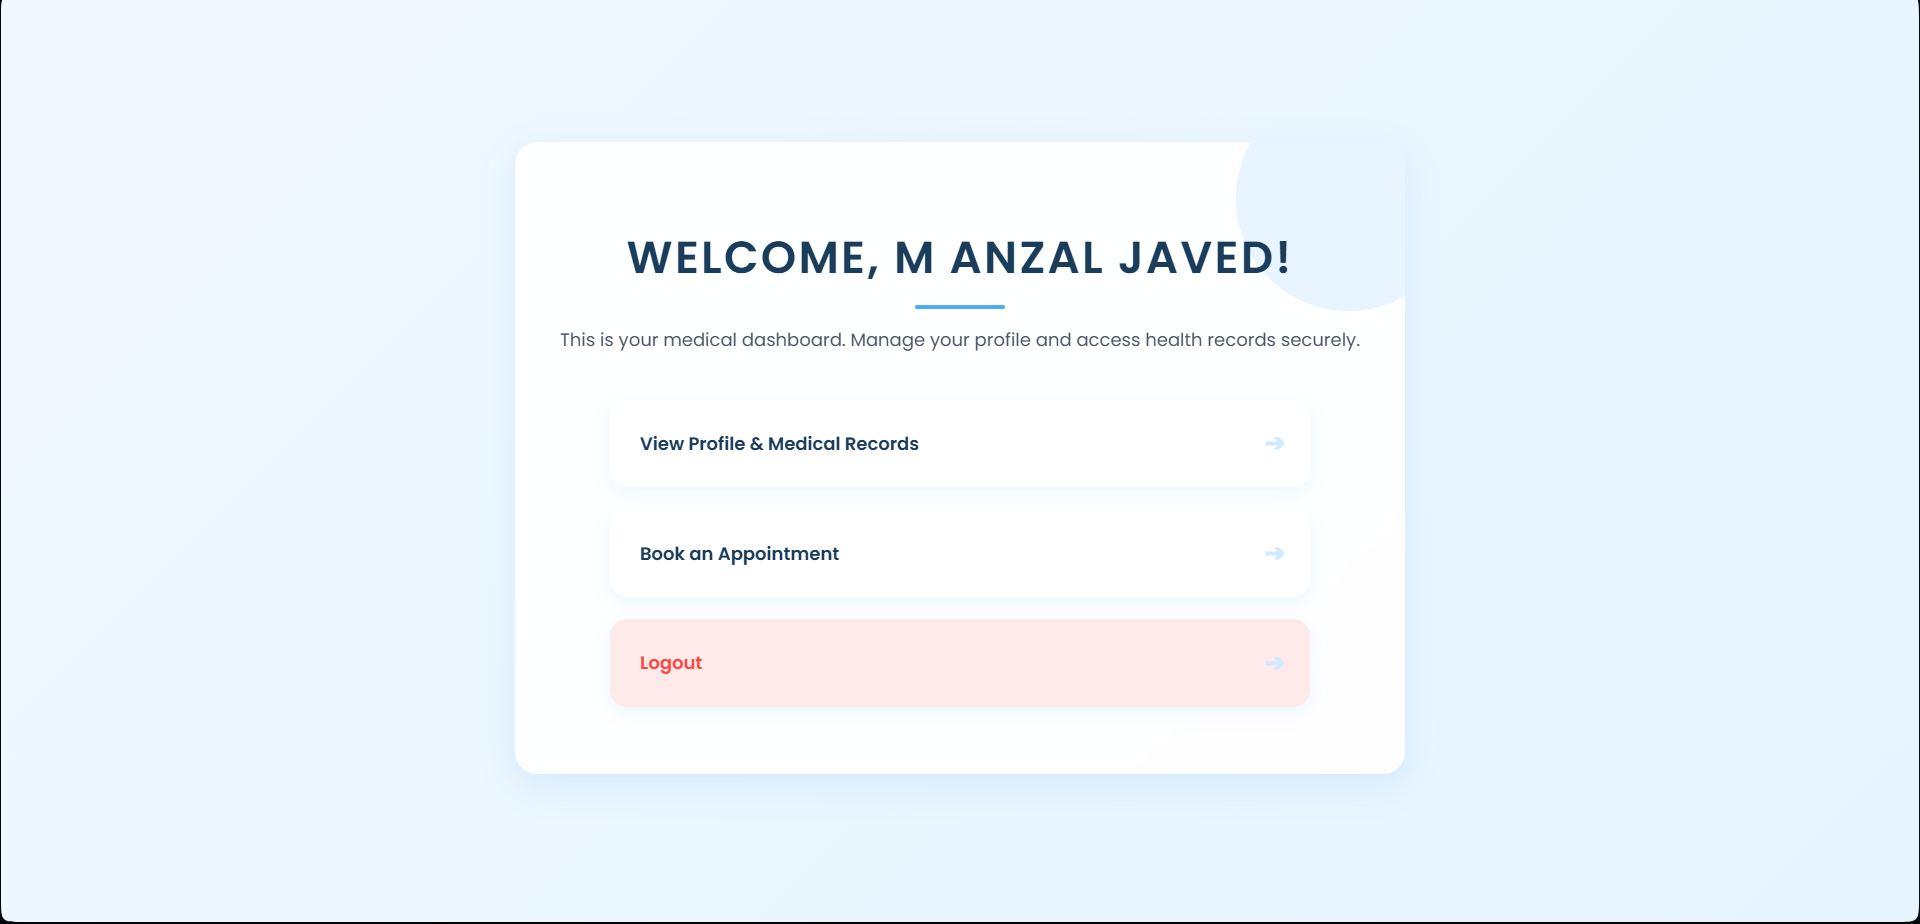 WELCOME, M ANZAL JAVED!
This is your medical dashboard. Manage your profile and access health records securely.
View Profile & Medical Records ➔
Book an Appointment ➔
Logout ➔